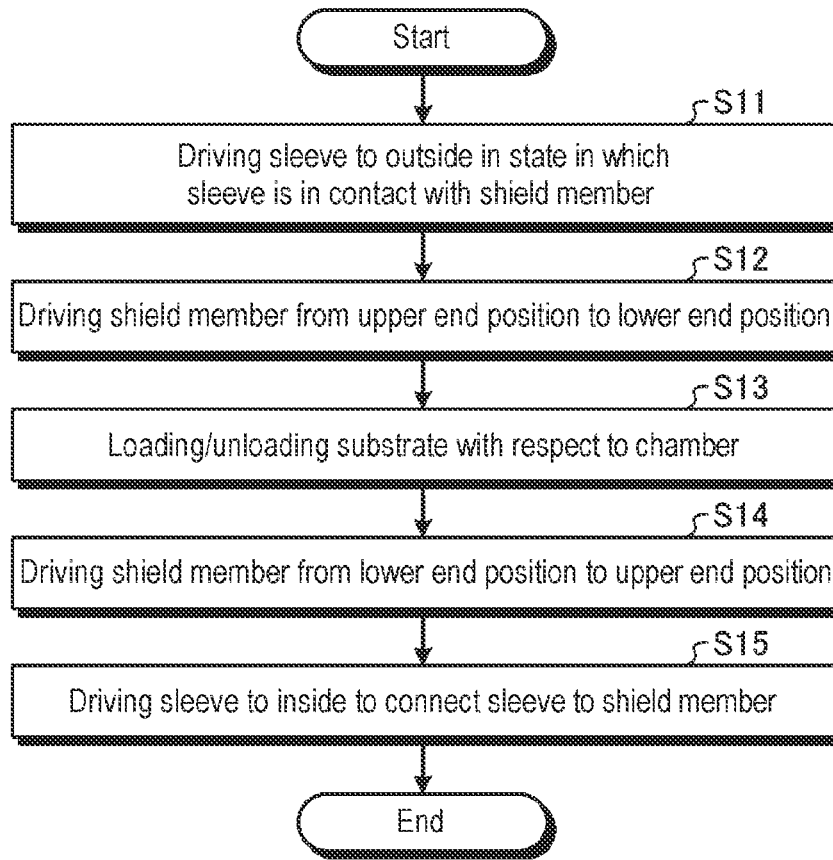 Start
S11
Driving sleeve to outside in state in which
sleeve is in contact with shield member
S12
Driving shield member from upper end position to lower end position
S13
Loading/unloading substrate with respect to chamber
S14
Driving shield member from lower end position to upper end position
S15
Driving sleeve to inside to connect sleeve to shield member
End